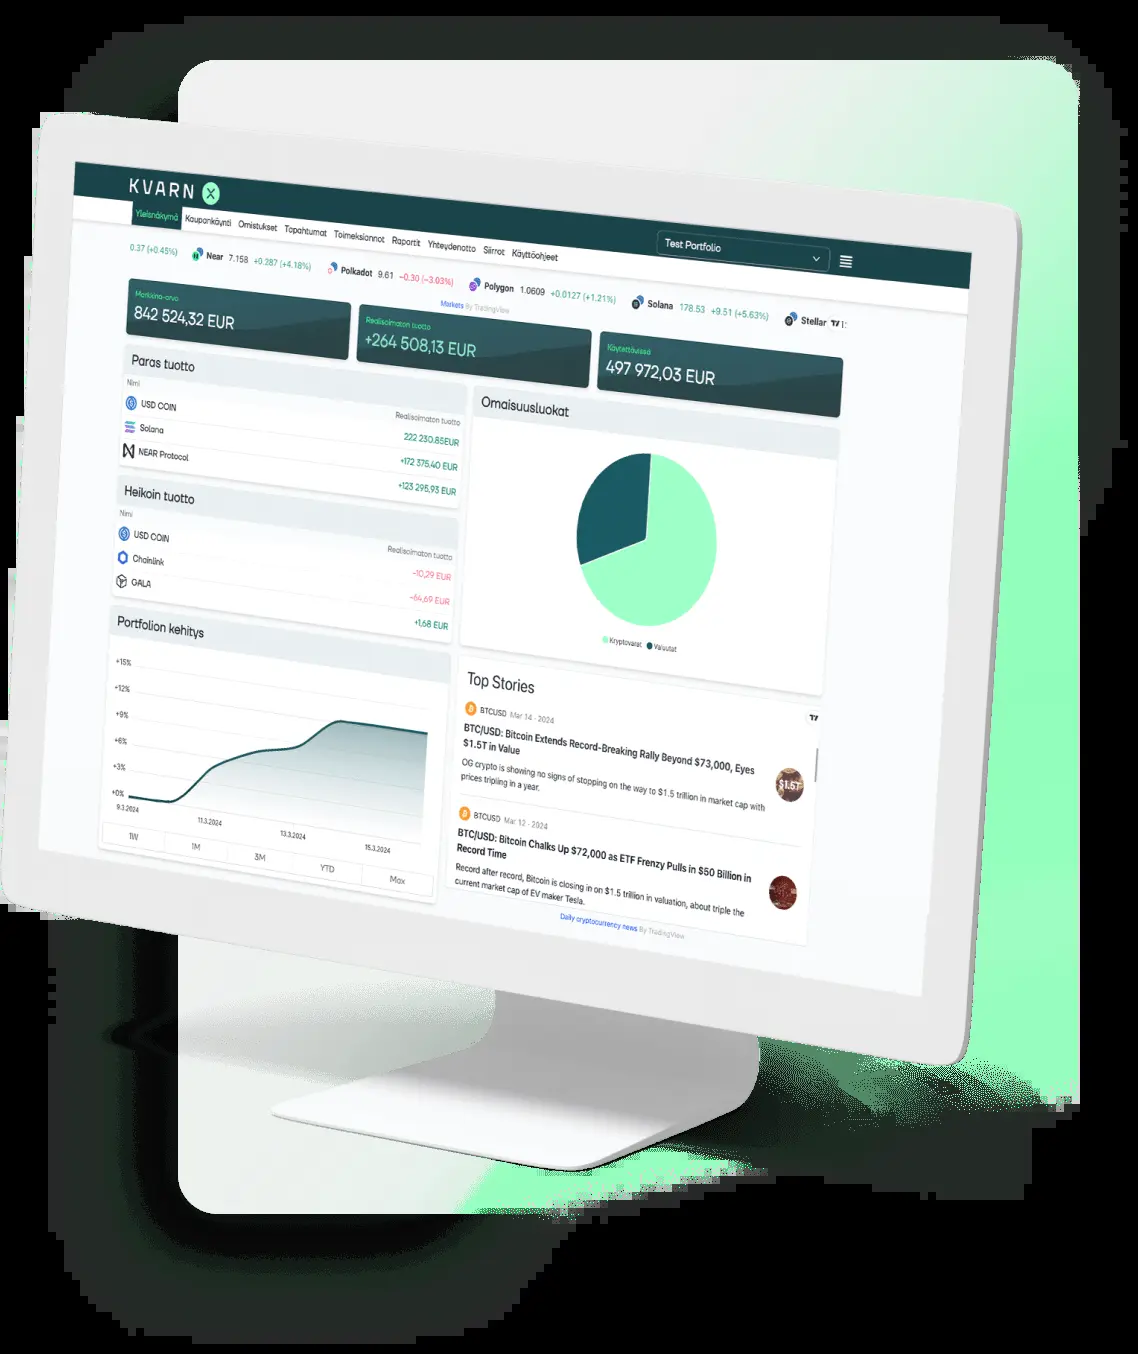 KVARN X
Test Portfolio
Yleisnäkymä Kaupankäynti Omistukset Tapahtumat Toimeksiannot Raportit Yhteydenotto Siirrot Käyttöohjeet
0.37 (+0.45%) Near 7.158 +0.287 (+4.18%) Polkadot 9.61 −0.30 (−3.03%) Polygon 1.0609 +0.0127 (+1.21%) Solana 178.53 +9.51 (+5.63%) Stellar
Markets By TradingView
Markkina-arvo
842 524,32 EUR
Realisoimaton tuotto
+264 508,13 EUR
Käytettävissä
497 972,03 EUR
Paras tuotto
Nimi
Realisoimaton tuotto
USD COIN
222 230,85EUR
Solana
+172 375,40 EUR
NEAR Protocol
+123 295,93 EUR
Heikoin tuotto
Nimi
Realisoimaton tuotto
USD COIN
-10,29 EUR
Chainlink
-64,69 EUR
GALA
+1,68 EUR
Portfolion kehitys
+15%
+12%
+9%
+6%
+3%
+0%
9.3.2024 11.3.2024 13.3.2024 15.3.2024
1W 1M 3M YTD Max
Omaisuusluokat
Kryptovarat Valuutat
Top Stories
BTCUSD Mar 14 · 2024
BTC/USD: Bitcoin Extends Record-Breaking Rally Beyond $73,000, Eyes
$1.5T in Value
OG crypto is showing no signs of stopping on the way to $1.5 trillion in market cap with
prices tripling in a year.
$1.5T
BTCUSD Mar 12 · 2024
BTC/USD: Bitcoin Chalks Up $72,000 as ETF Frenzy Pulls in $50 Billion in
Record Time
Record after record, Bitcoin is closing in on $1.5 trillion in valuation, about triple the
current market cap of EV maker Tesla.
Daily cryptocurrency news By TradingView